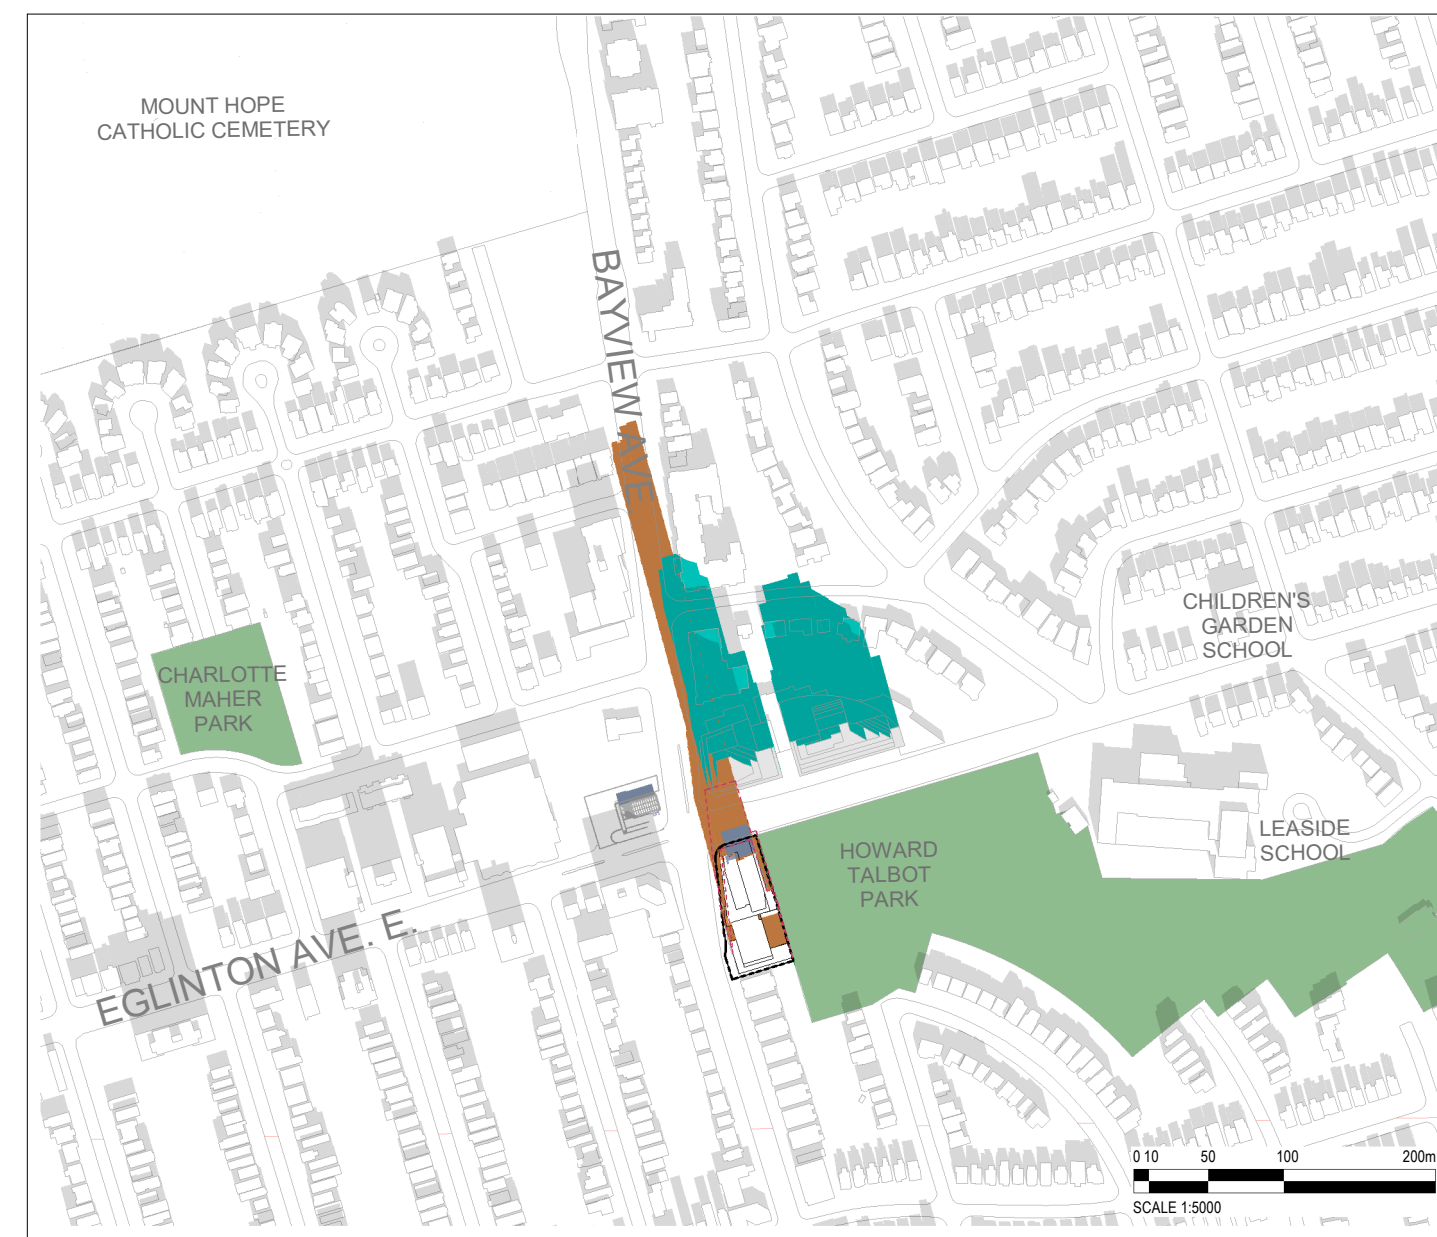 MOUNT HOPE
CATHOLIC CEMETERY
BAYVIEW AVE.
CHILDREN'S
GARDEN
SCHOOL
CHARLOTTE
MAHER
PARK
HOWARD
TALBOT
PARK
LEASIDE
SCHOOL
EGLINTON AVE. E.
0 10 50 100 200m
SCALE 1:5000